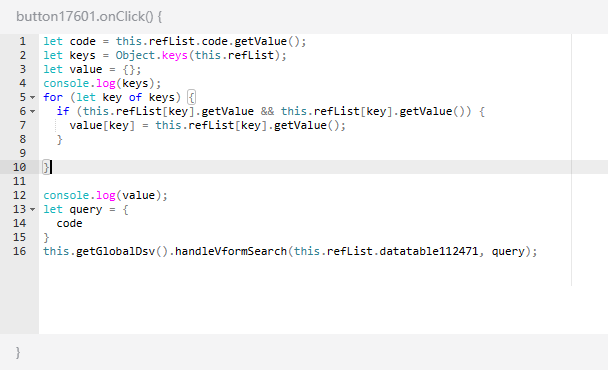 button17601.onClick() {
1 let code = this.refList.code.getValue();
2 let keys = Object.keys(this.refList);
3 let value = {};
4 console.log(keys);
5 for (let key of keys) {
6 if (this.refList[key].getValue && this.refList[key].getValue()) {
7 value[key] = this.refList[key].getValue();
8 }
9
10 }
11
12 console.log(value);
13 let query = {
14 code
15 }
16 this.getGlobalDsv().handleVformSearch(this.refList.datatable112471, query);
}